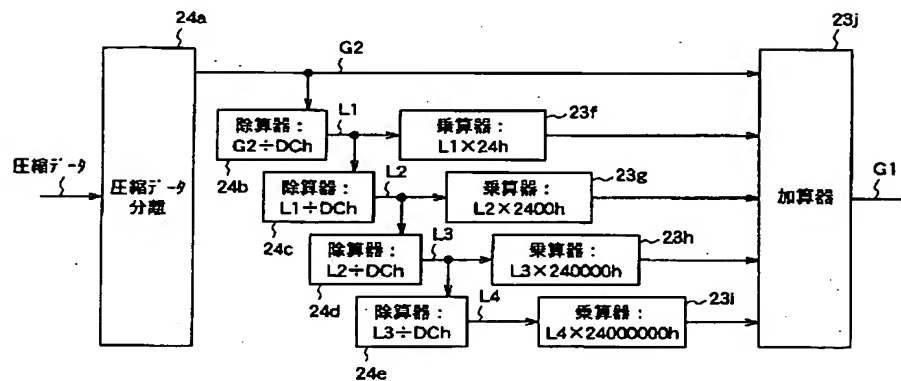 24a
23j
G2
除算器：
G2÷DCh
24b
L1
乗算器：
L1×24h
23f
圧縮データ
圧縮データ
分離
除算器：
L1÷DCh
24c
L2
乗算器：
L2×2400h
23g
加算器
G1
除算器：
L2÷DCh
24d
L3
乗算器：
L3×240000h
23h
除算器：
L3÷DCh
24e
L4
乗算器：
L4×24000000h
23i